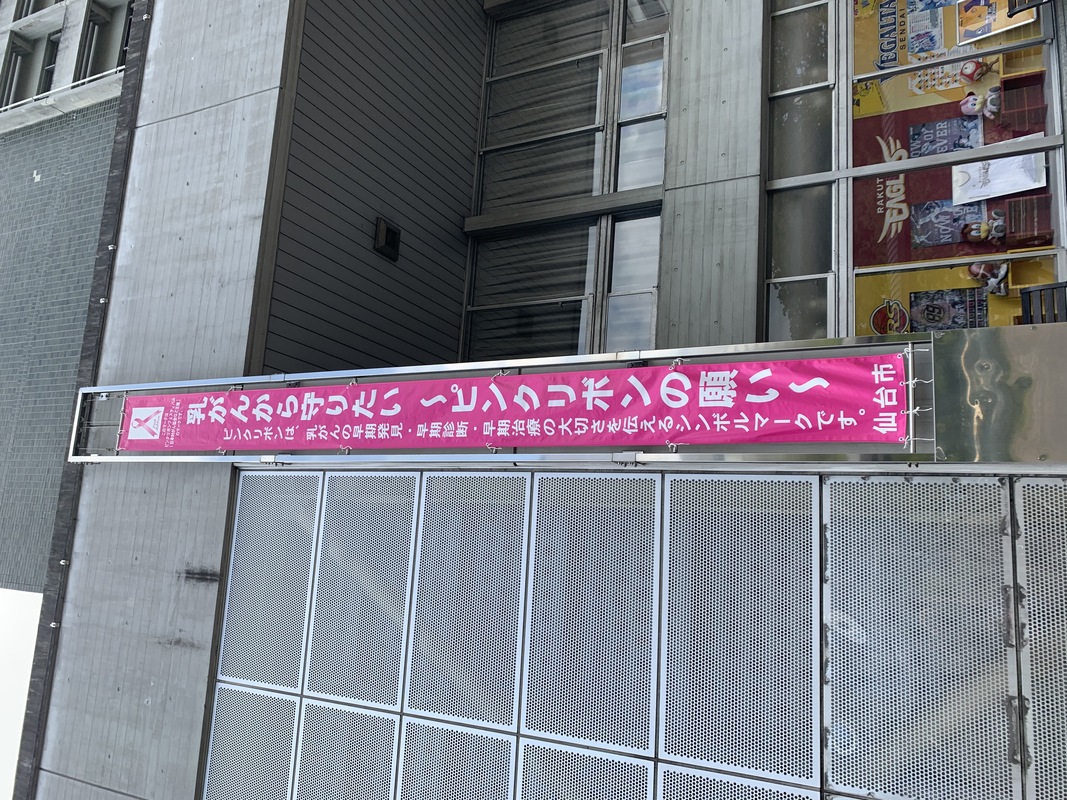 乳がんから守りたい ～ピンクリボンの願い～
ピンクリボンは、乳がんの早期発見・早期診断・早期治療の大切さを伝えるシンボルマークです。
仙台市
VEGALTA
SENDAI
RAKUTEN
EAGLES
89